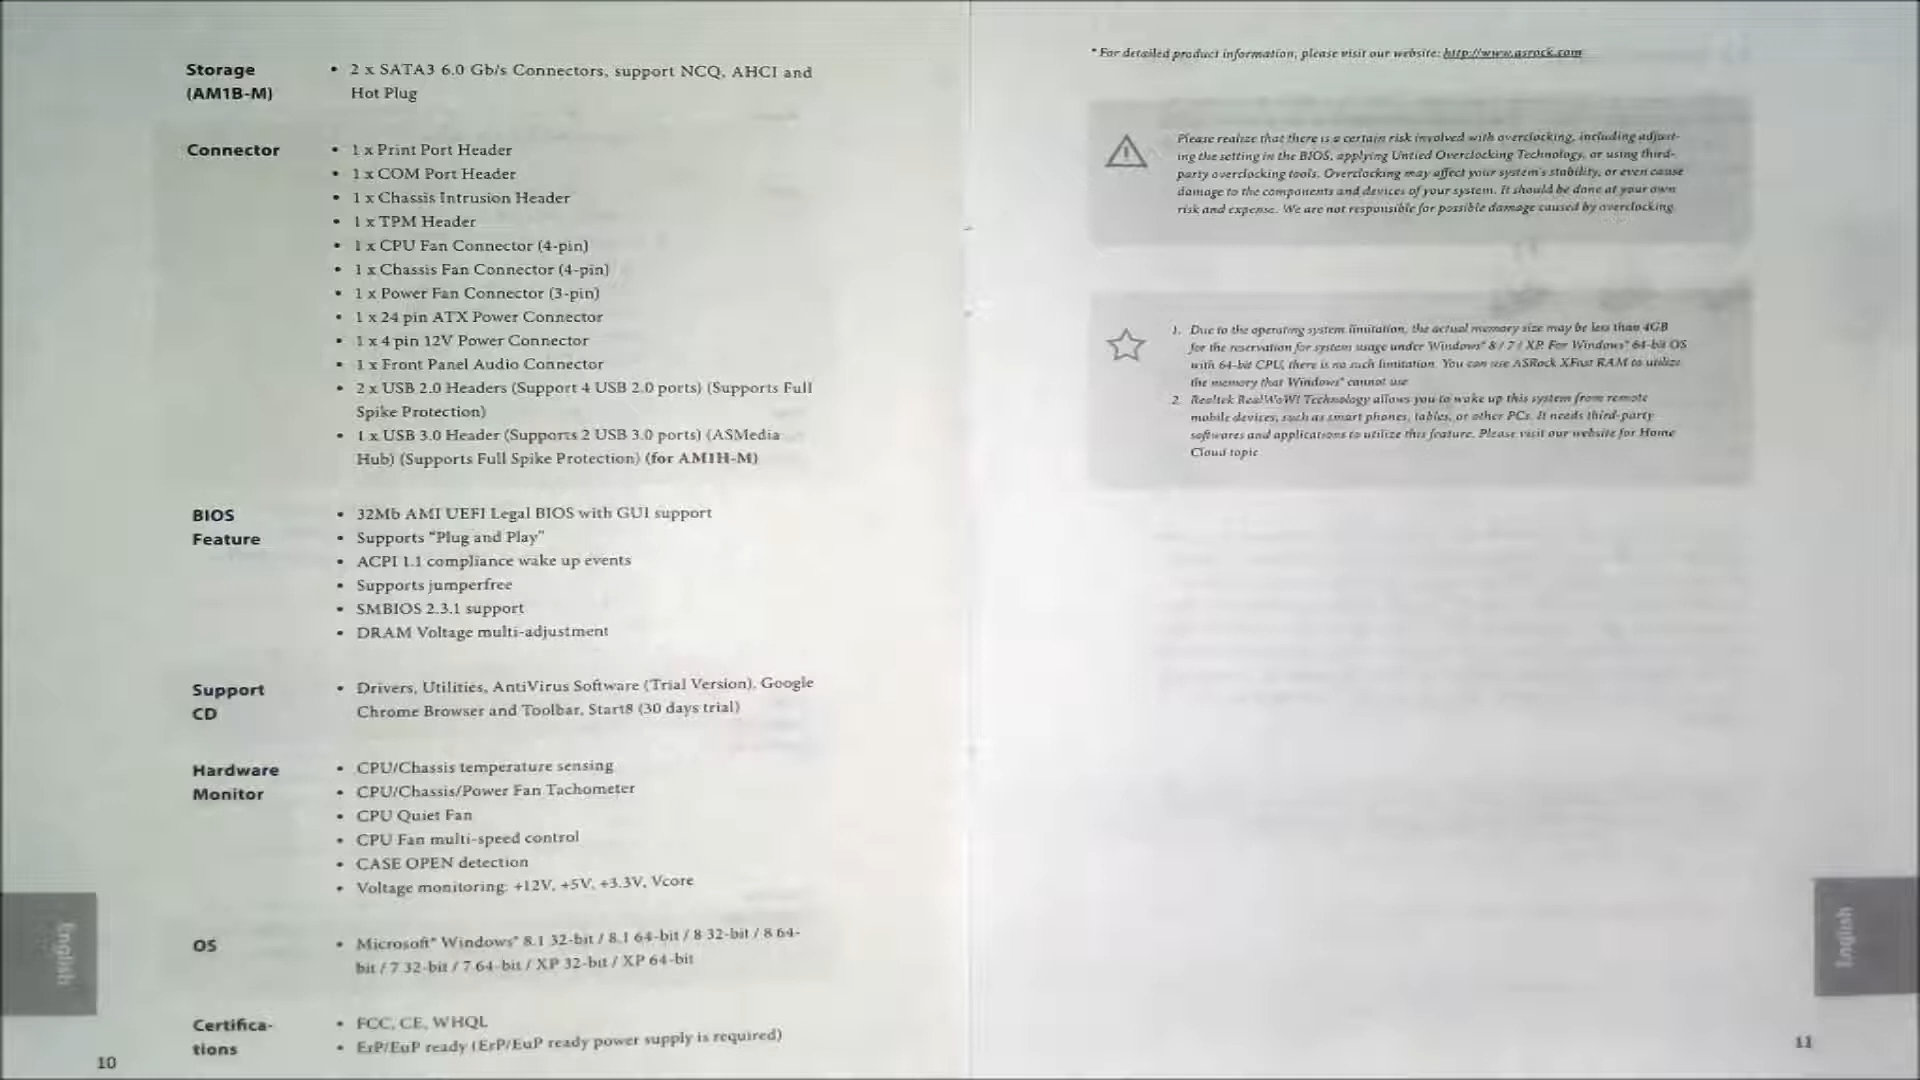 Storage
(AM1B-M)
• 2 x SATA3 6.0 Gb/s Connectors, support NCQ, AHCI and
Hot Plug
Connector
• 1 x Print Port Header
• 1 x COM Port Header
• 1 x Chassis Intrusion Header
• 1 x TPM Header
• 1 x CPU Fan Connector (4-pin)
• 1 x Chassis Fan Connector (4-pin)
• 1 x Power Fan Connector (3-pin)
• 1 x 24 pin ATX Power Connector
• 1 x 4 pin 12V Power Connector
• 1 x Front Panel Audio Connector
• 2 x USB 2.0 Headers (Support 4 USB 2.0 ports) (Supports Full
Spike Protection)
• 1 x USB 3.0 Header (Supports 2 USB 3.0 ports) (ASMedia
Hub) (Supports Full Spike Protection) (for AM1H-M)
BIOS
Feature
• 32Mb AMI UEFI Legal BIOS with GUI support
• Supports "Plug and Play"
• ACPI 1.1 compliance wake up events
• Supports jumperfree
• SMBIOS 2.3.1 support
• DRAM Voltage multi-adjustment
Support
CD
• Drivers, Utilities, AntiVirus Software (Trial Version), Google
Chrome Browser and Toolbar, Start8 (30 days trial)
Hardware
Monitor
• CPU/Chassis temperature sensing
• CPU/Chassis/Power Fan Tachometer
• CPU Quiet Fan
• CPU Fan multi-speed control
• CASE OPEN detection
• Voltage monitoring: +12V, +5V, +3.3V, Vcore
OS
• Microsoft® Windows® 8.1 32-bit / 8.1 64-bit / 8 32-bit / 8 64-
bit / 7 32-bit / 7 64-bit / XP 32-bit / XP 64-bit
Certifica-
tions
• FCC, CE, WHQL
• ErP/EuP ready (ErP/EuP ready power supply is required)
English
10
* For detailed product information, please visit our website: http://www.asrock.com
Please realize that there is a certain risk involved with overclocking, including adjust-
ing the setting in the BIOS, applying Untied Overclocking Technology, or using third-
party overclocking tools. Overclocking may affect your system's stability, or even cause
damage to the components and devices of your system. It should be done at your own
risk and expense. We are not responsible for possible damage caused by overclocking.
1. Due to the operating system limitation, the actual memory size may be less than 4GB
for the reservation for system usage under Windows® 8 / 7 / XP. For Windows® 64-bit OS
with 64-bit CPU, there is no such limitation. You can use ASRock XFast RAM to utilize
the memory that Windows® cannot use.
2. Realtek RealWoW! Technology allows you to wake up this system from remote
mobile devices, such as smart phones, tables, or other PCs. It needs third-party
softwares and applications to utilize this feature. Please visit our website for Home
Cloud topic.
English
11